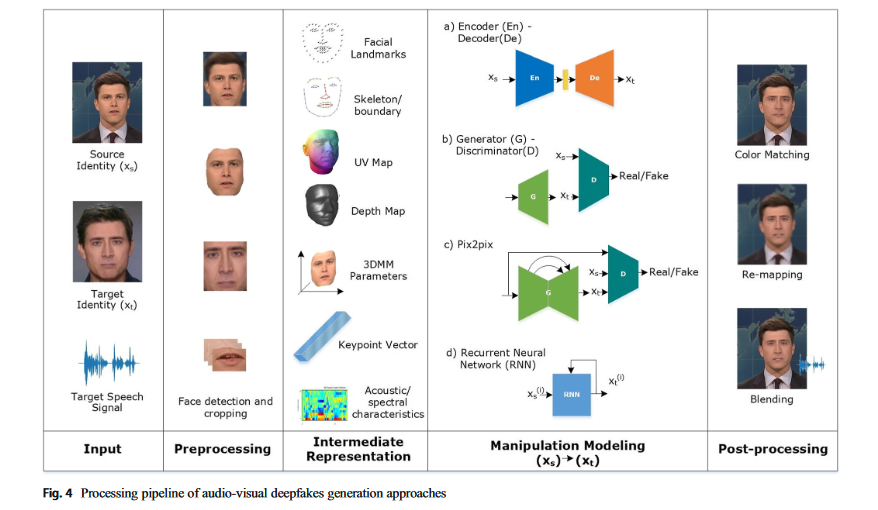 Source
Identity (xs)
Target
Identity (xt)
Target Speech
Signal
Input
Face detection and
cropping
Preprocessing
Facial
Landmarks
Skeleton/
boundary
UV Map
Depth Map
3DMM
Parameters
Keypoint Vector
Acoustic/
spectral
characteristics
Intermediate
Representation
a) Encoder (En) -
Decoder(De)
xs
En
De
xt
b) Generator (G) -
Discriminator(D)
xs
G
xt
D
Real/Fake
c) Pix2pix
G
xs
xt
D
Real/Fake
d) Recurrent Neural
Network (RNN)
xs(i)
RNN
xt(i)
Manipulation Modeling
(xs)→(xt)
Color Matching
Re-mapping
Blending
Post-processing
Fig. 4 Processing pipeline of audio-visual deepfakes generation approaches